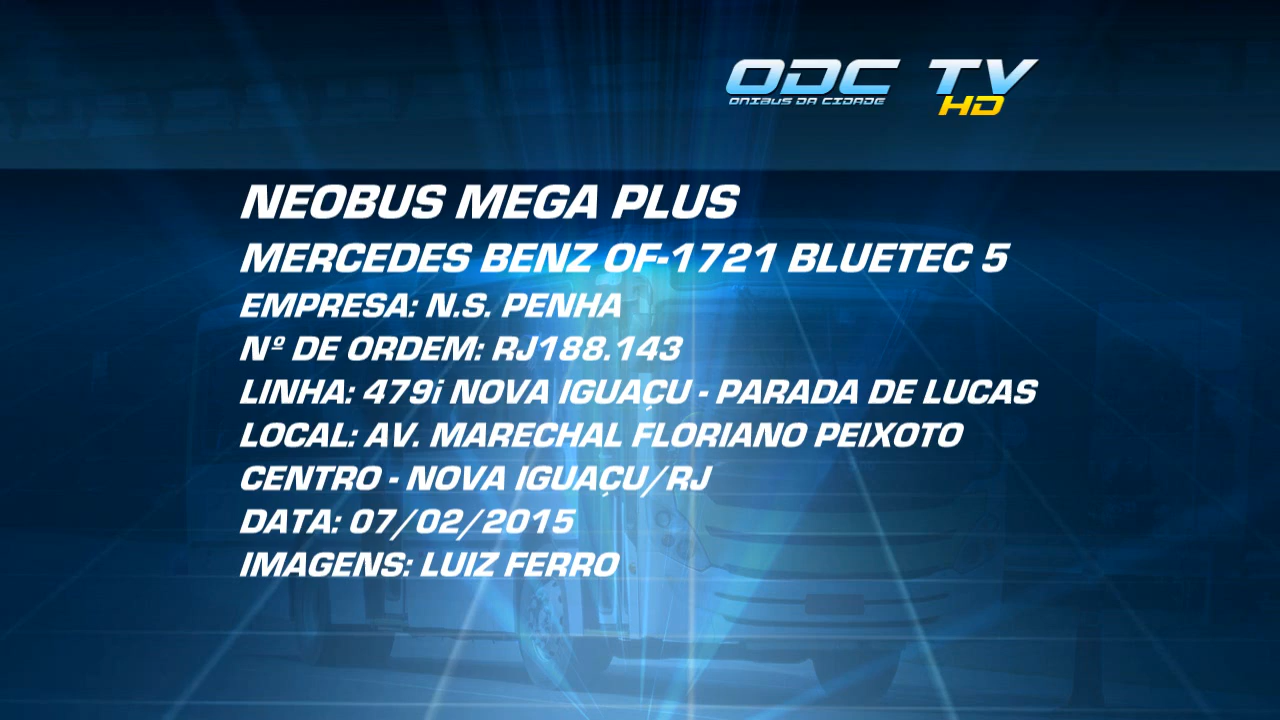 ODC TV
ONIBUS DA CIDADE HD
NEOBUS MEGA PLUS
MERCEDES BENZ OF-1721 BLUETEC 5
EMPRESA: N.S. PENHA
Nº DE ORDEM: RJ188.143
LINHA: 479i NOVA IGUAÇU - PARADA DE LUCAS
LOCAL: AV. MARECHAL FLORIANO PEIXOTO
CENTRO - NOVA IGUAÇU/RJ
DATA: 07/02/2015
IMAGENS: LUIZ FERRO